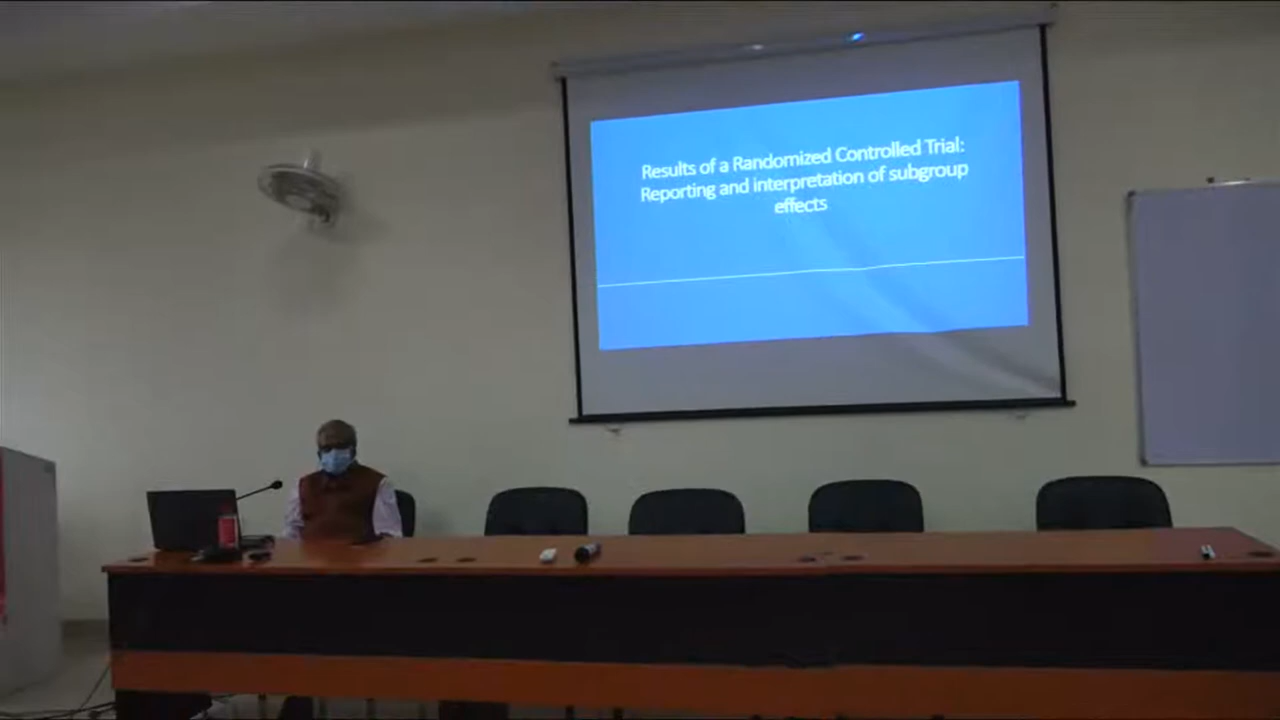 Results of a Randomized Controlled Trial:
Reporting and interpretation of subgroup
effects